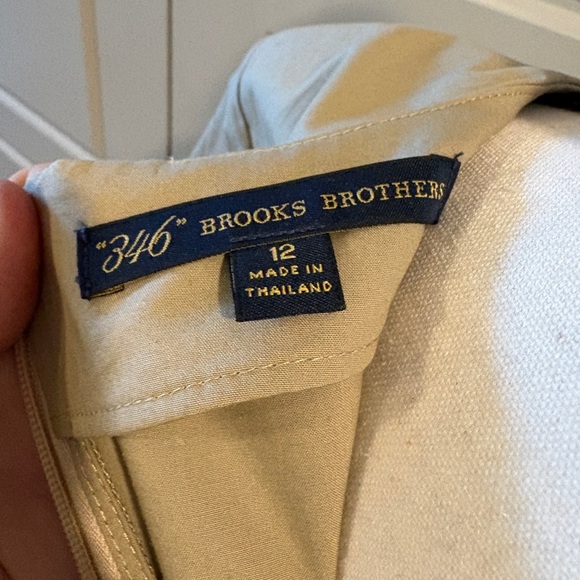 "346" BROOKS BROTHERS
12
MADE IN
THAILAND